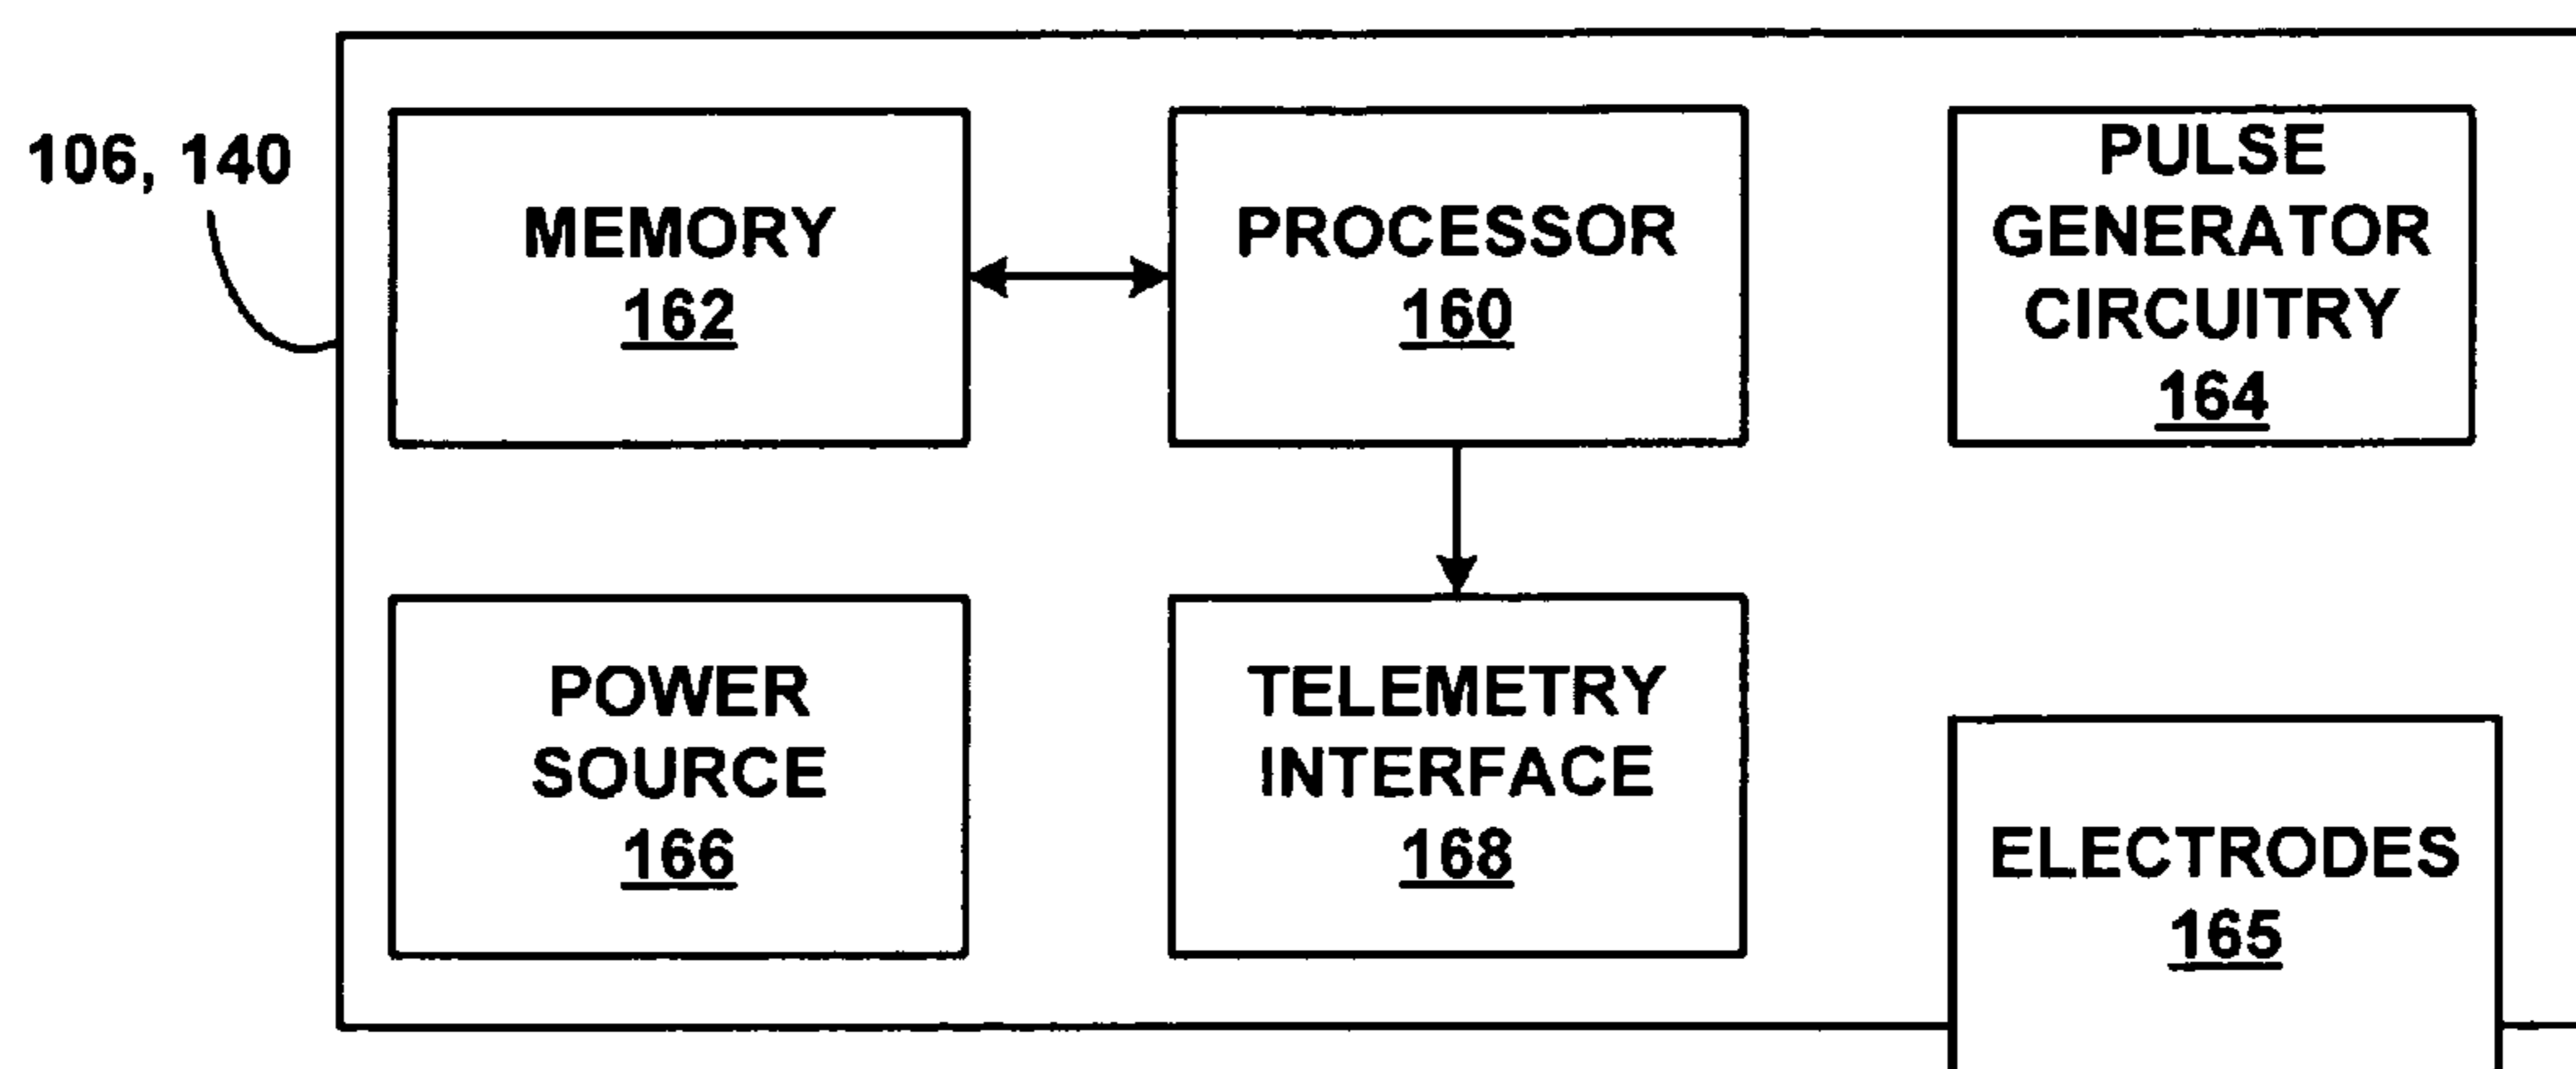 106, 140
MEMORY
162
PROCESSOR
160
PULSE
GENERATOR
CIRCUITRY
164
POWER
SOURCE
166
TELEMETRY
INTERFACE
168
ELECTRODES
165